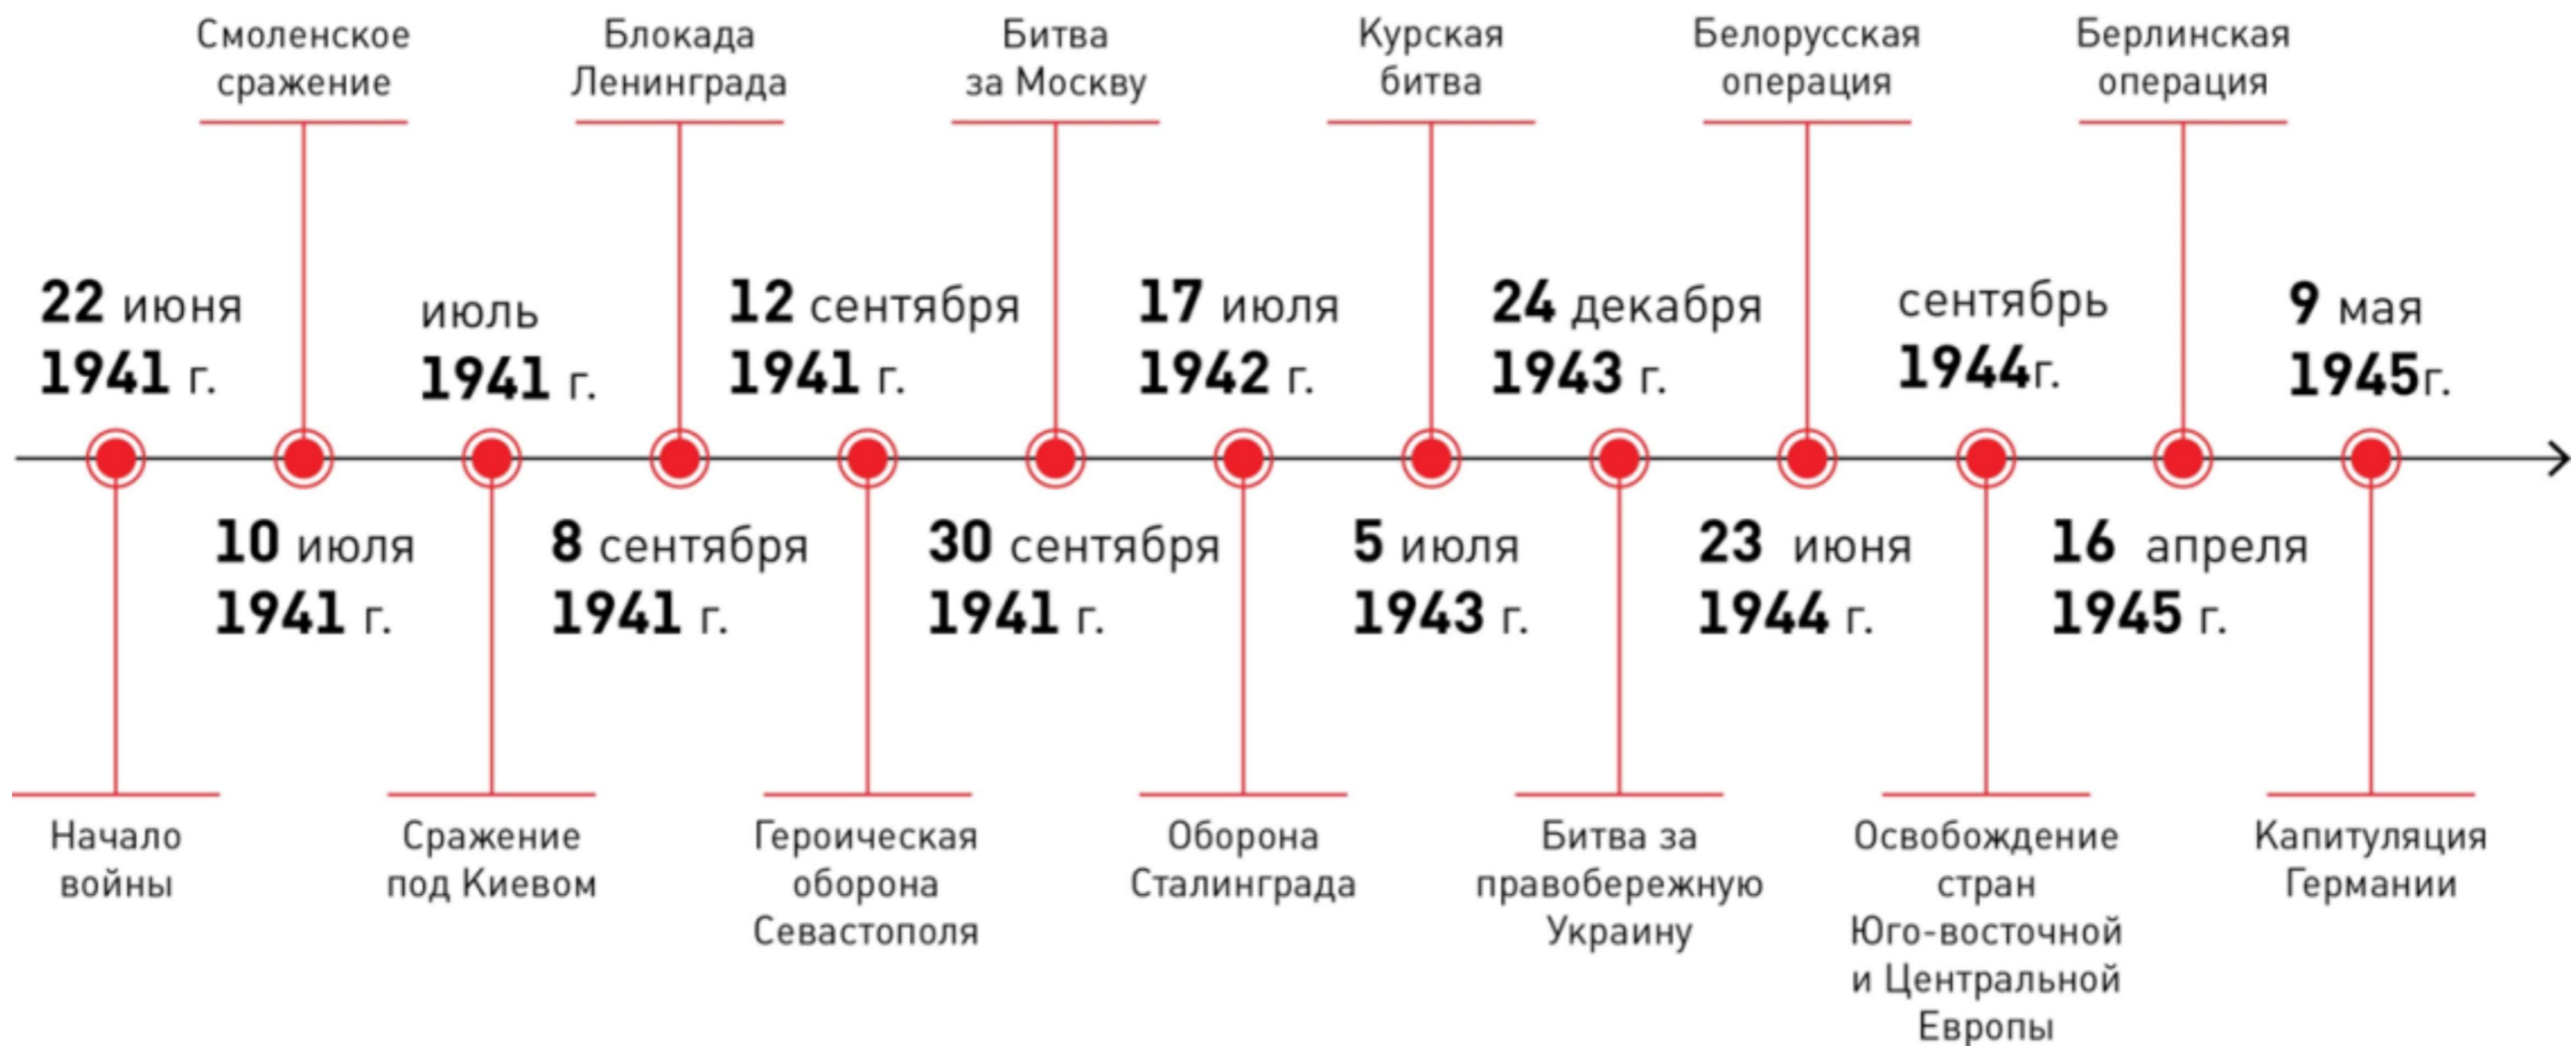 Смоленское
сражение
Блокада
Ленинграда
Битва
за Москву
Курская
битва
Белорусская
операция
Берлинская
операция
22 июня
1941 г.
июль
1941 г.
12 сентября
1941 г.
17 июля
1942 г.
24 декабря
1943 г.
сентябрь
1944г.
9 мая
1945г.
10 июля
1941 г.
8 сентября
1941 г.
30 сентября
1941 г.
5 июля
1943 г.
23 июня
1944 г.
16 апреля
1945 г.
Начало
войны
Сражение
под Киевом
Героическая
оборона
Севастополя
Оборона
Сталинграда
Битва за
правобережную
Украину
Освобождение
стран
Юго-восточной
и Центральной
Европы
Капитуляция
Германии